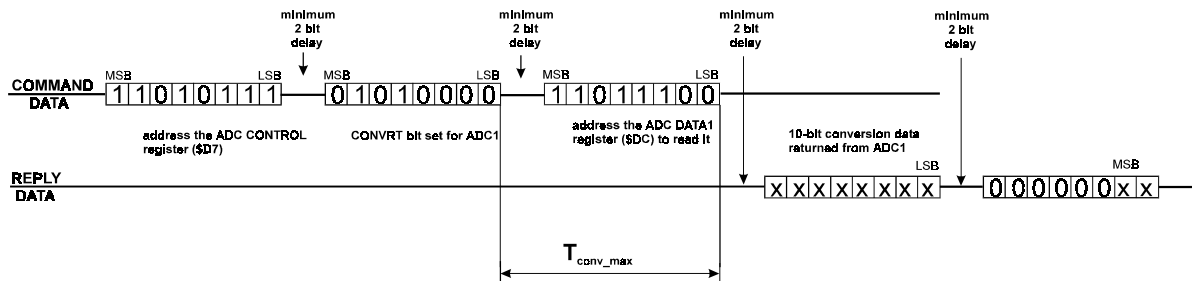 minimum
2 bit
delay
minimum
2 bit
delay
minimum
2 bit
delay
minimum
2 bit
delay
COMMAND
DATA
MSB
LSB
1 1 0 1 0 1 1 1
MSB
LSB
0 1 0 1 0 0 0 0
MSB
LSB
1 1 0 1 1 1 0 0
address the ADC CONTROL
register ($D7)
CONVRT bit set for ADC1
address the ADC DATA1
register ($DC) to read it
10-bit conversion data
returned from ADC1
REPLY
DATA
LSB
x x x x x x x x
MSB
0 0 0 0 0 0 x x
Tconv_max